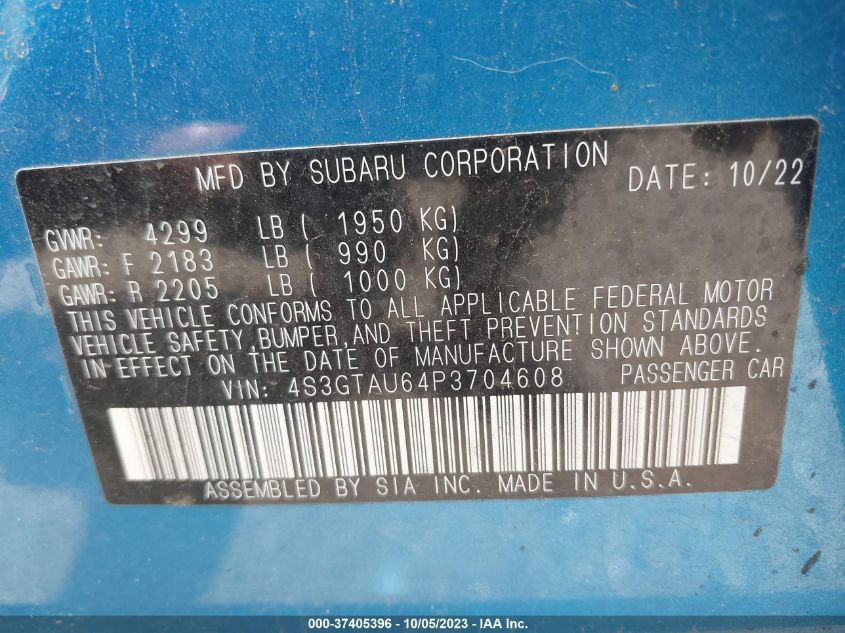 MFD BY SUBARU CORPORATION DATE: 10/22
GVWR: 4299 LB ( 1950 KG)
GAWR: F 2183 LB ( 990 KG)
GAWR: R 2205 LB ( 1000 KG)
THIS VEHICLE CONFORMS TO ALL APPLICABLE FEDERAL MOTOR
VEHICLE SAFETY,BUMPER,AND THEFT PREVENTION STANDARDS
IN EFFECT ON THE DATE OF MANUFACTURE SHOWN ABOVE.
VIN: 4S3GTAU64P3704608 PASSENGER CAR
ASSEMBLED BY SIA INC. MADE IN U.S.A.
000-37405396 - 10/05/2023 - IAA Inc.